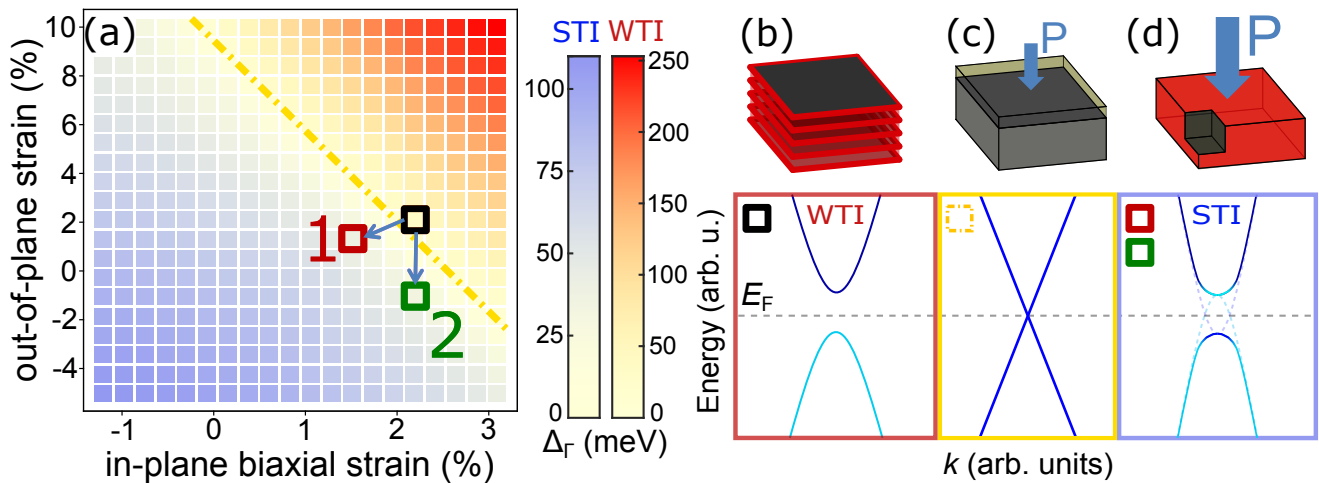 (a)
out-of-plane strain (%)
10
8
6
4
2
0
-2
-4
-1
0
1
2
3
in-plane biaxial strain (%)
1
2
STI
WTI
100
75
50
25
0
250
200
150
100
50
0
Δ_Γ (meV)
(b)
(c)
P
(d)
P
Energy (arb. u.)
WTI
E_F
STI
k (arb. units)